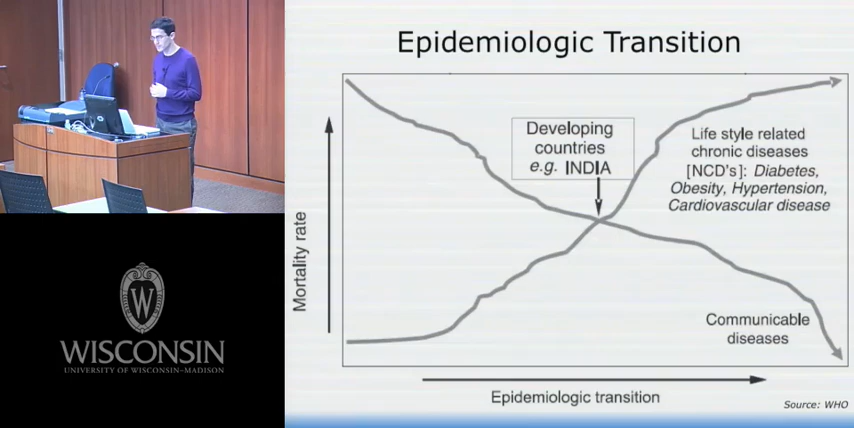 Epidemiologic Transition
Developing
countries
e.g. INDIA
Life style related
chronic diseases
[NCD's]: Diabetes,
Obesity, Hypertension,
Cardiovascular disease
Mortality rate
Communicable
diseases
Epidemiologic transition
Source: WHO
W
WISCONSIN
UNIVERSITY OF WISCONSIN–MADISON